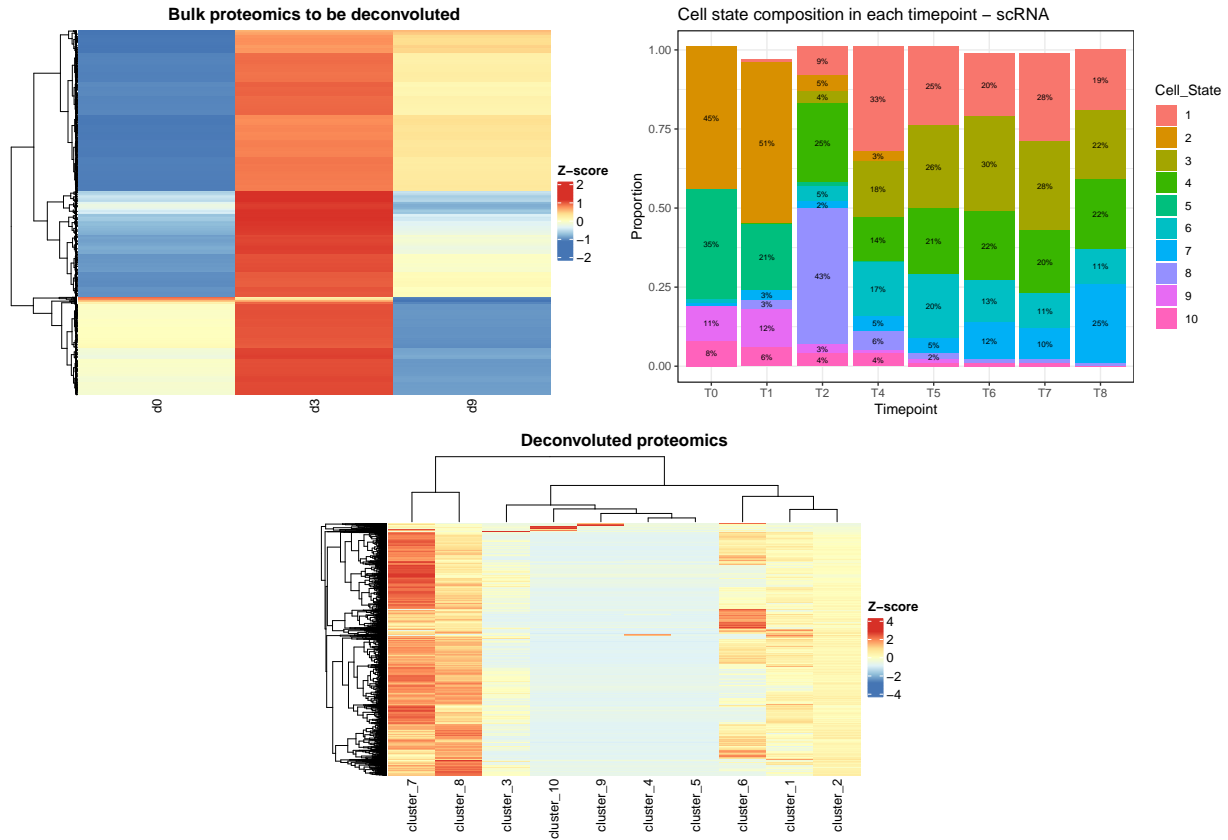 Bulk proteomics to be deconvoluted
Z−score
2
1
0
−1
−2
d0
d3
d9
Cell state composition in each timepoint − scRNA
Proportion
1.00
0.75
0.50
0.25
0.00
45%
35%
11%
8%
51%
21%
3%
3%
12%
6%
9%
5%
4%
25%
5%
2%
43%
3%
4%
33%
3%
18%
14%
17%
5%
6%
4%
25%
26%
21%
20%
5%
2%
20%
30%
22%
13%
12%
28%
28%
20%
11%
10%
19%
22%
22%
11%
25%
T0
T1
T2
T4
T5
T6
T7
T8
Timepoint
Cell_State
1
2
3
4
5
6
7
8
9
10
Deconvoluted proteomics
Z−score
4
2
0
−2
−4
cluster_7
cluster_8
cluster_3
cluster_10
cluster_9
cluster_4
cluster_5
cluster_6
cluster_1
cluster_2